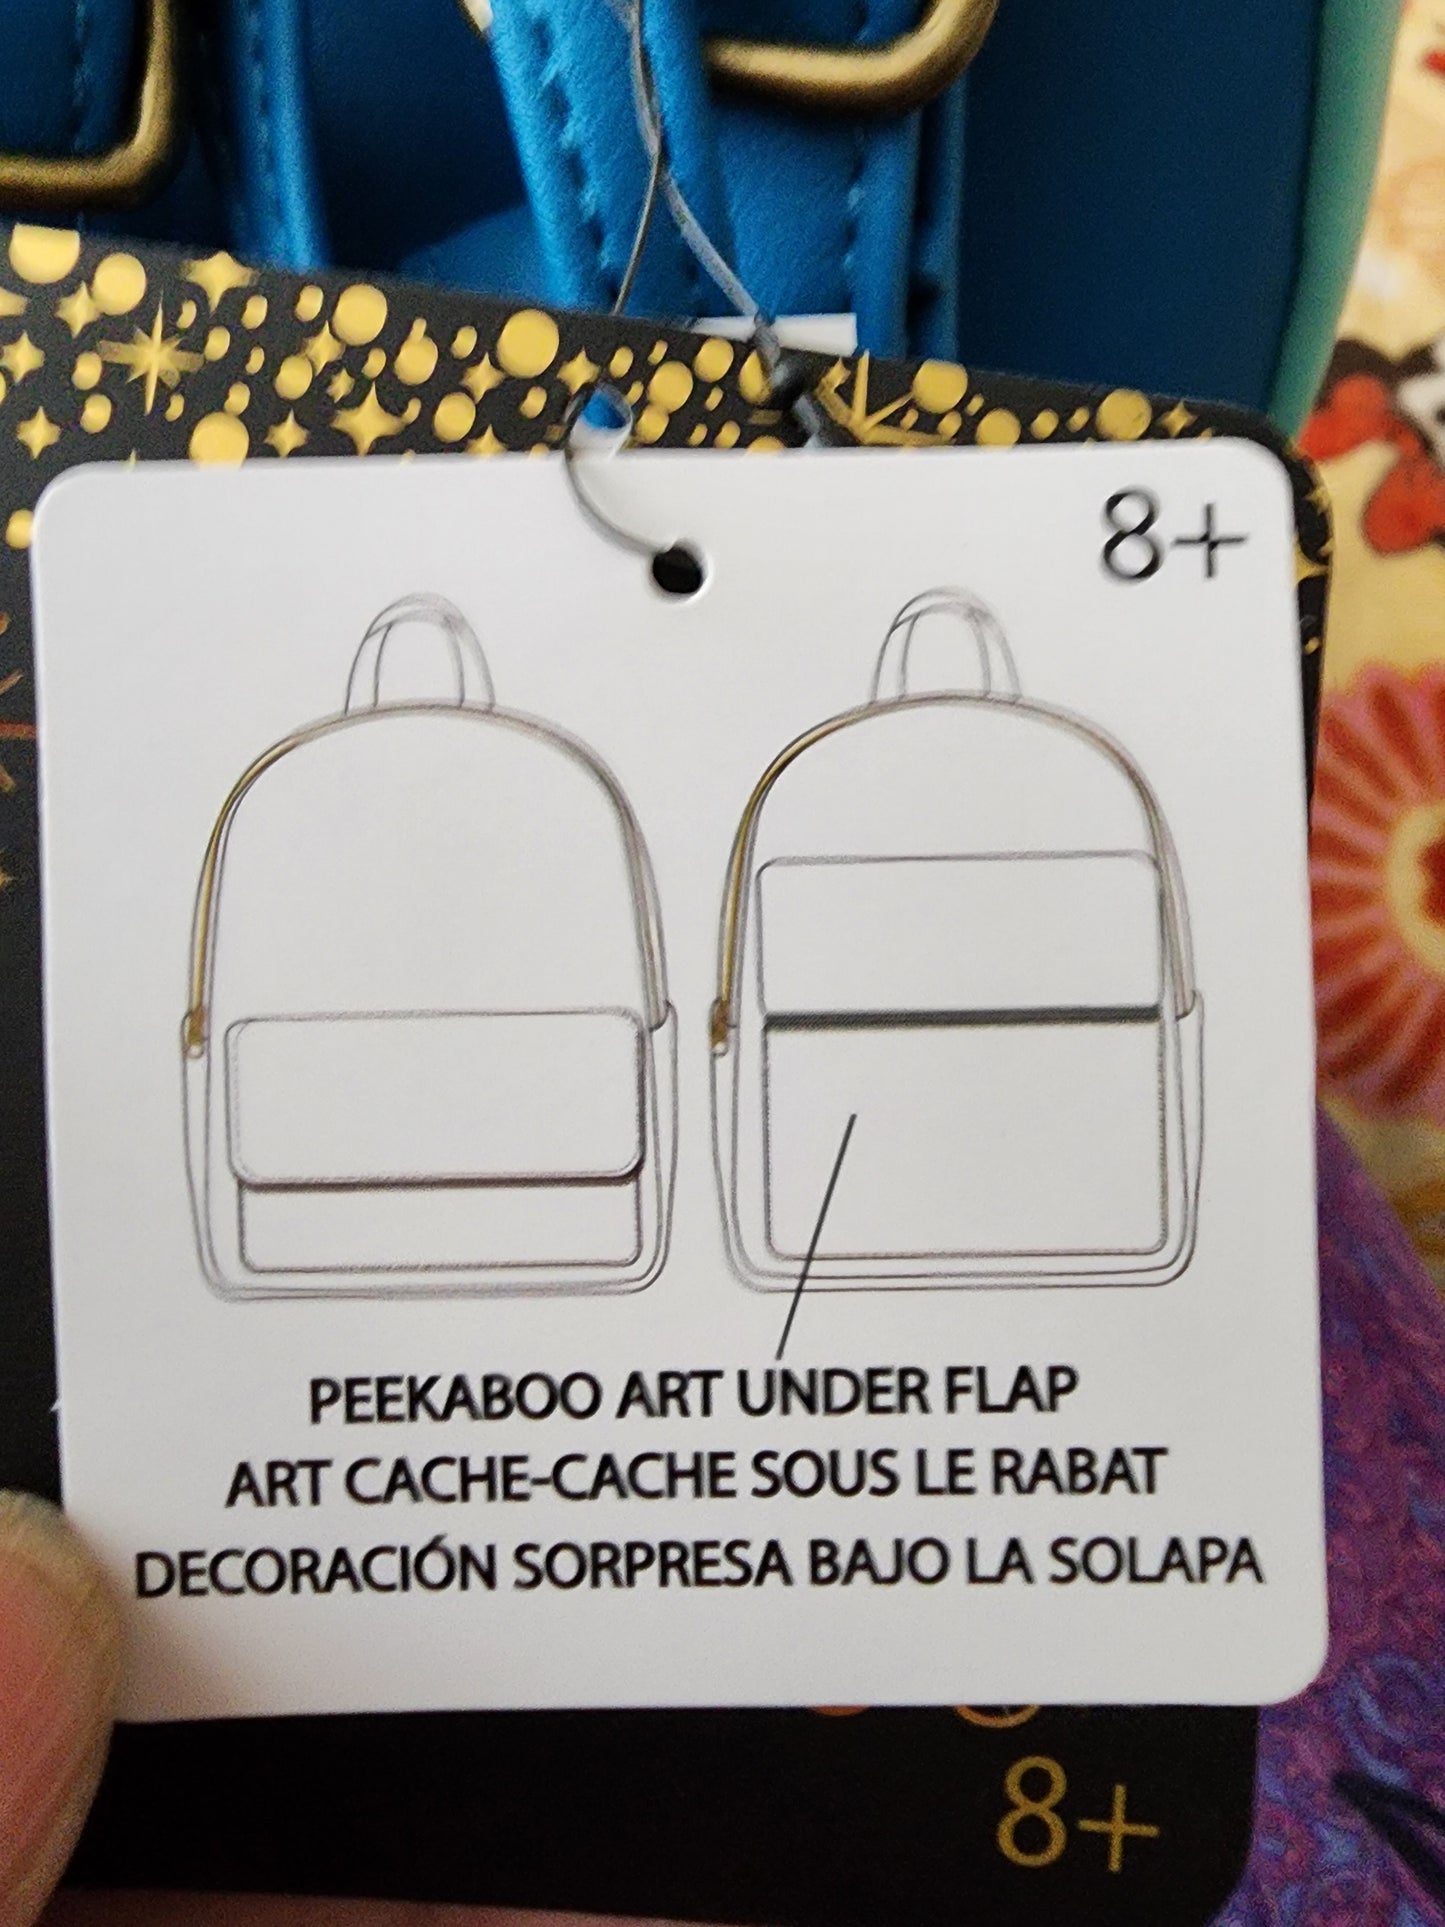 8+
PEEKABOO ART UNDER FLAP
ART CACHE-CACHE SOUS LE RABAT
DECORACIÓN SORPRESA BAJO LA SOLAPA
8+